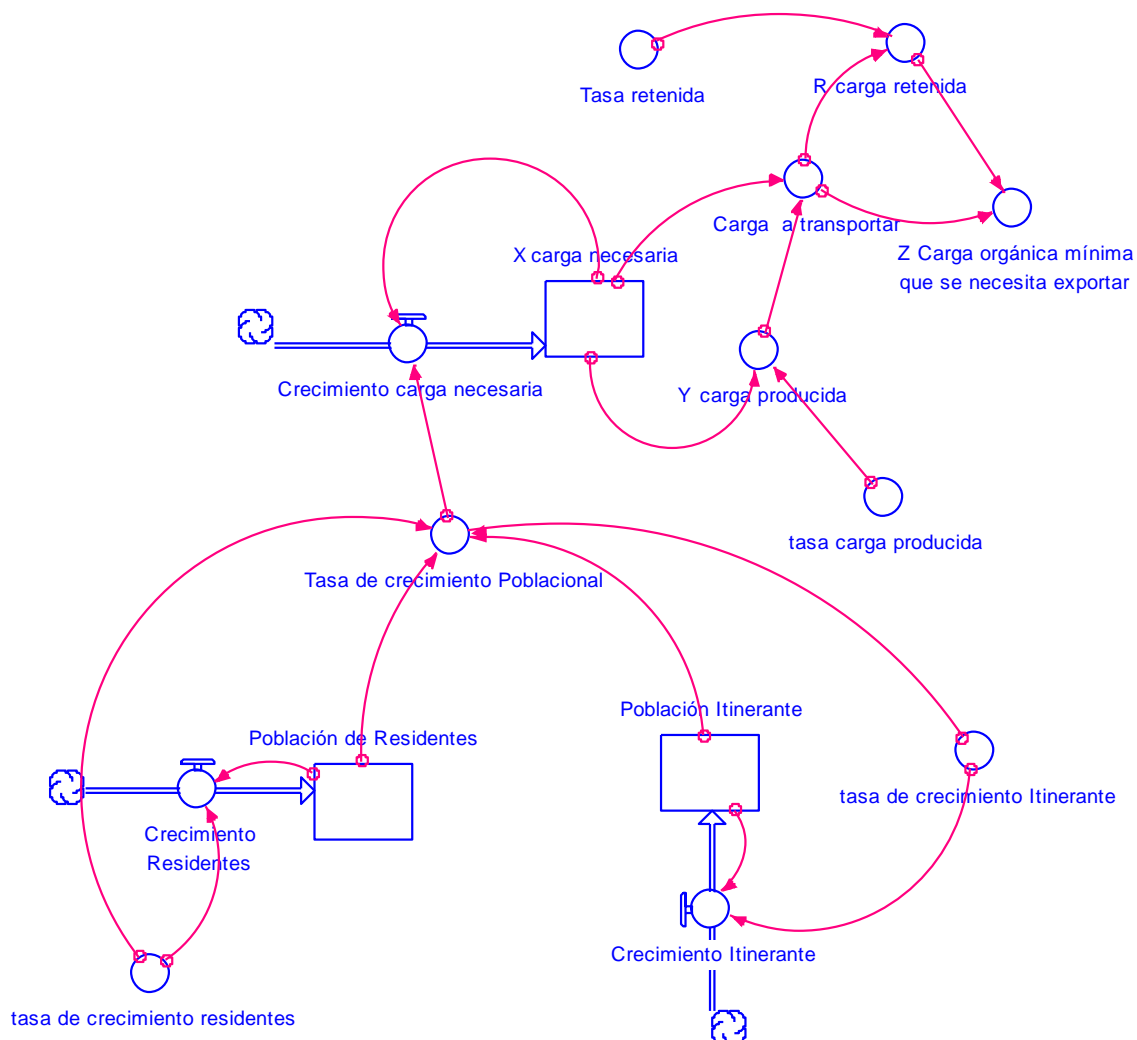 Tasa retenida
R carga retenida
Carga  a transportar
X carga necesaria
Z Carga orgánica mínima
que se necesita exportar
Crecimiento carga necesaria
Y carga producida
tasa carga producida
Tasa de crecimiento Poblacional
Población Itinerante
Población de Residentes
tasa de crecimiento Itinerante
Crecimiento
Residentes
Crecimiento Itinerante
tasa de crecimiento residentes